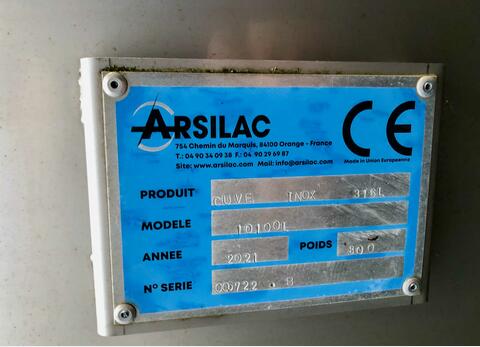 ARSILAC
754 Chemin du Marquis, 84100 Orange - France
T.: 04 90 34 09 38 F.: 04 90 29 69 87
Site: www.arsilac.com Mail: info@arsilac.com
CE
Made in Union Européenne
PRODUIT CUVE INOX 316L
MODELE 10100L
ANNEE 2021 POIDS 800
N° SERIE 00722 . B